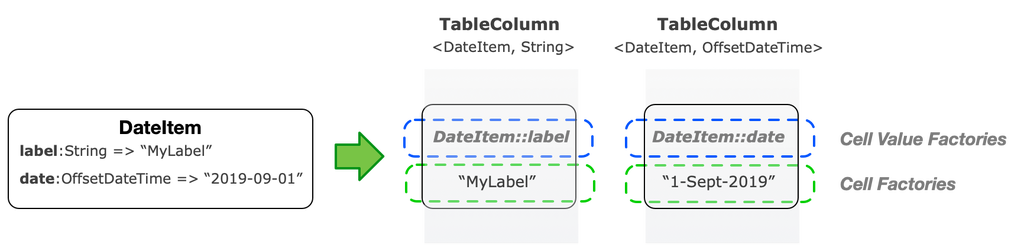 TableColumn
<DateItem, String>
TableColumn
<DateItem, OffsetDateTime>
DateItem
label:String => “MyLabel”
date:OffsetDateTime => “2019-09-01”
DateItem::label
DateItem::date
Cell Value Factories
“MyLabel”
“1-Sept-2019”
Cell Factories